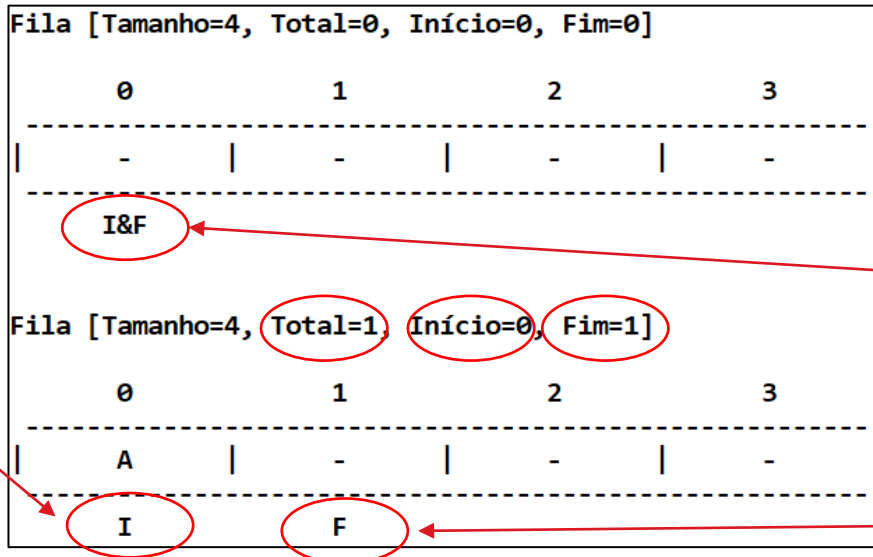 Fila [Tamanho=4, Total=0, Início=0, Fim=0]
0 1 2 3
------------------------------------------------------
| - | - | - | -
------------------------------------------------------
I&F
Fila [Tamanho=4, Total=1, Início=0, Fim=1]
0 1 2 3
------------------------------------------------------
| A | - | - | -
------------------------------------------------------
I F